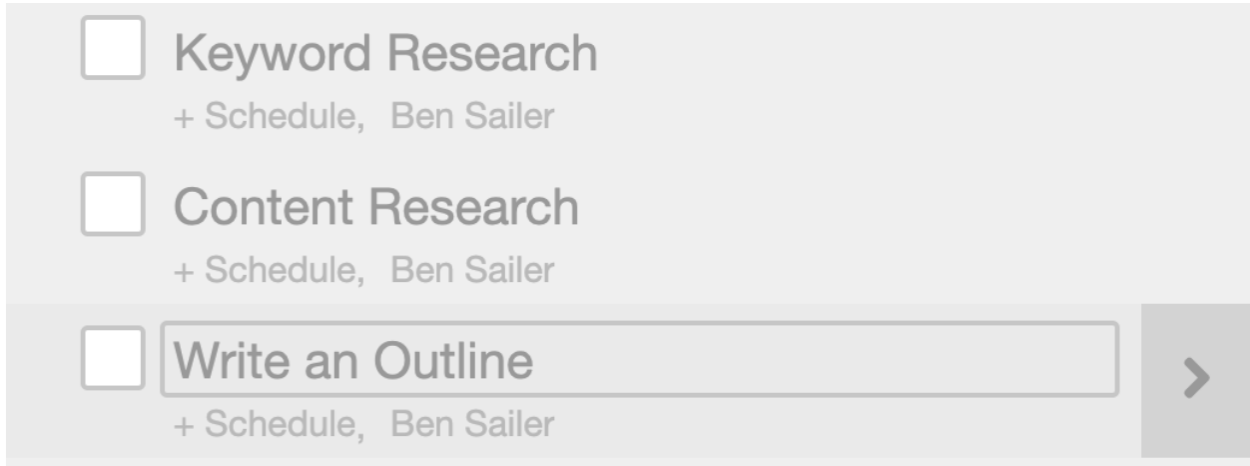 Keyword Research
+ Schedule, Ben Sailer
Content Research
+ Schedule, Ben Sailer
Write an Outline
+ Schedule, Ben Sailer